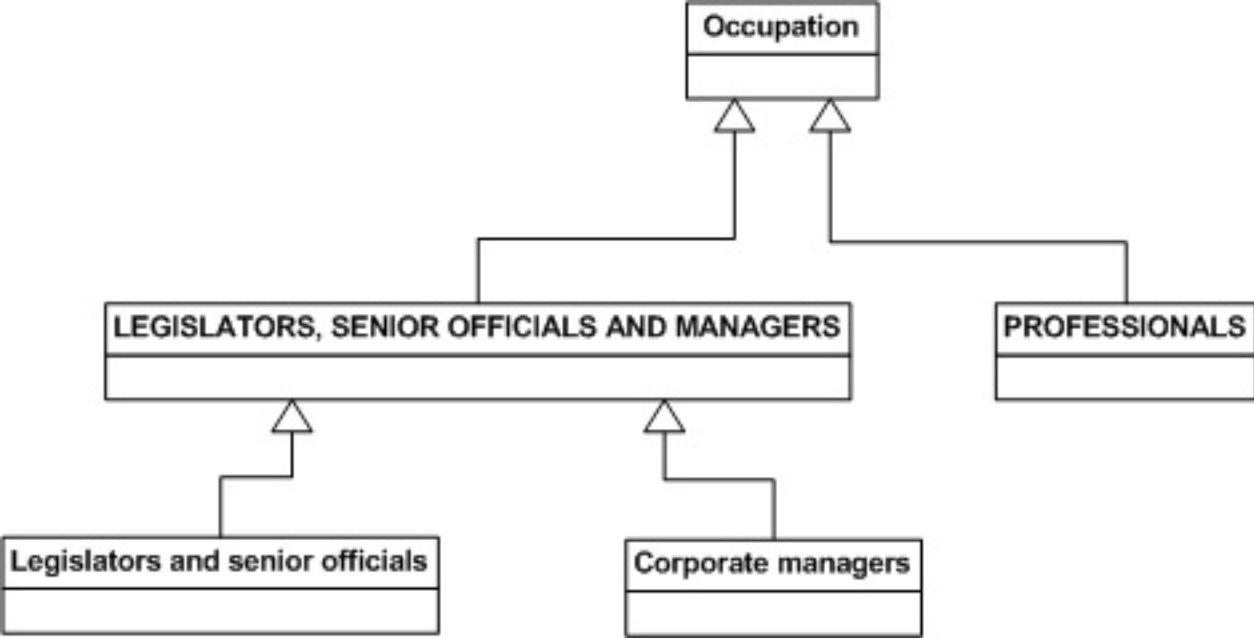 Occupation
LEGISLATORS, SENIOR OFFICIALS AND MANAGERS
PROFESSIONALS
Legislators and senior officials
Corporate managers